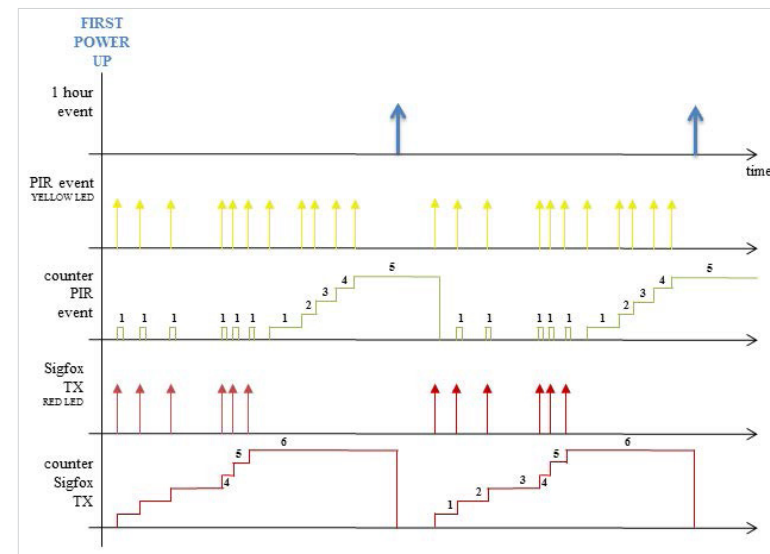 FIRST
POWER
UP
1 hour
event
time
PIR event
YELLOW LED
counter
PIR
event
1 1 1 1 1 1 1 2 3 4 5 1 1 1 1 1 1 2 3 4 5
Sigfox
TX
RED LED
counter
Sigfox
TX
4 5 6 1 2 3 4 5 6